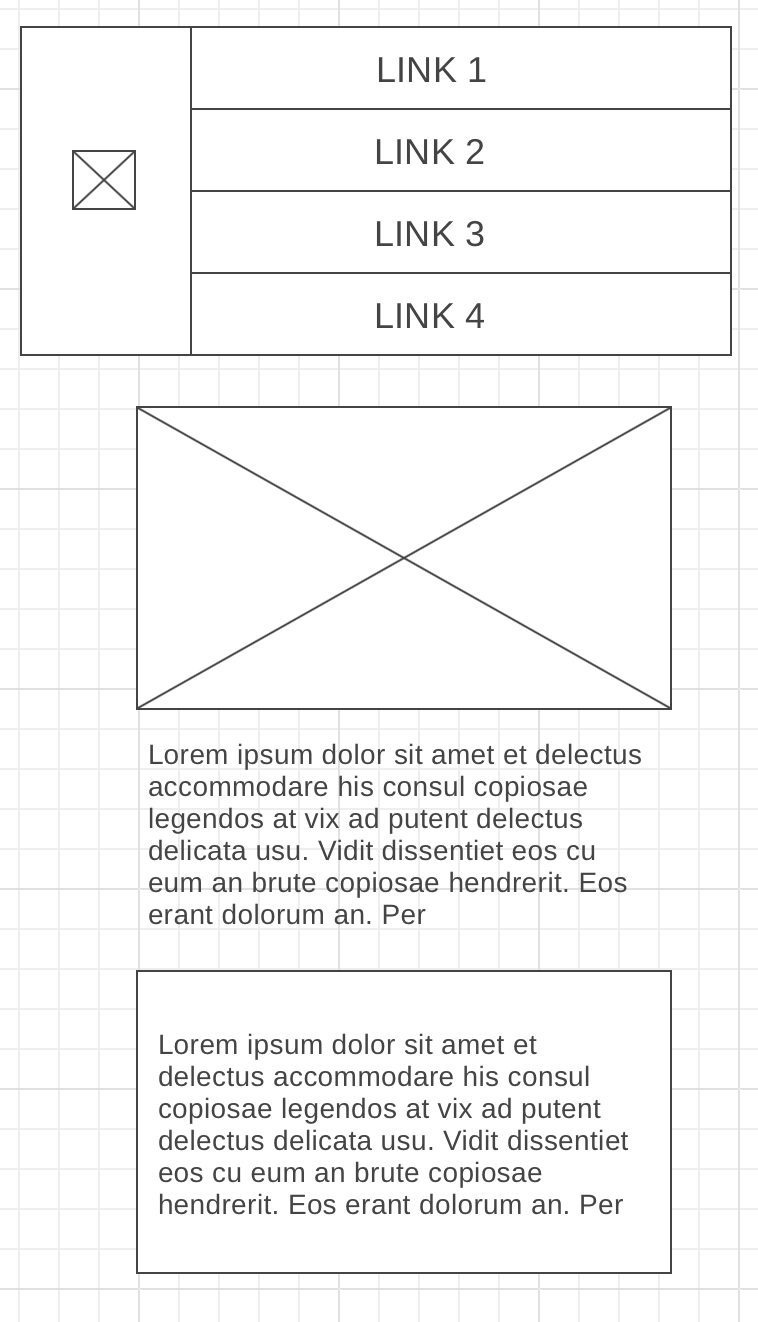 LINK 1
LINK 2
LINK 3
LINK 4
Lorem ipsum dolor sit amet et delectus
accommodare his consul copiosae
legendos at vix ad putent delectus
delicata usu. Vidit dissentiet eos cu
eum an brute copiosae hendrerit. Eos
erant dolorum an. Per
Lorem ipsum dolor sit amet et
delectus accommodare his consul
copiosae legendos at vix ad putent
delectus delicata usu. Vidit dissentiet
eos cu eum an brute copiosae
hendrerit. Eos erant dolorum an. Per